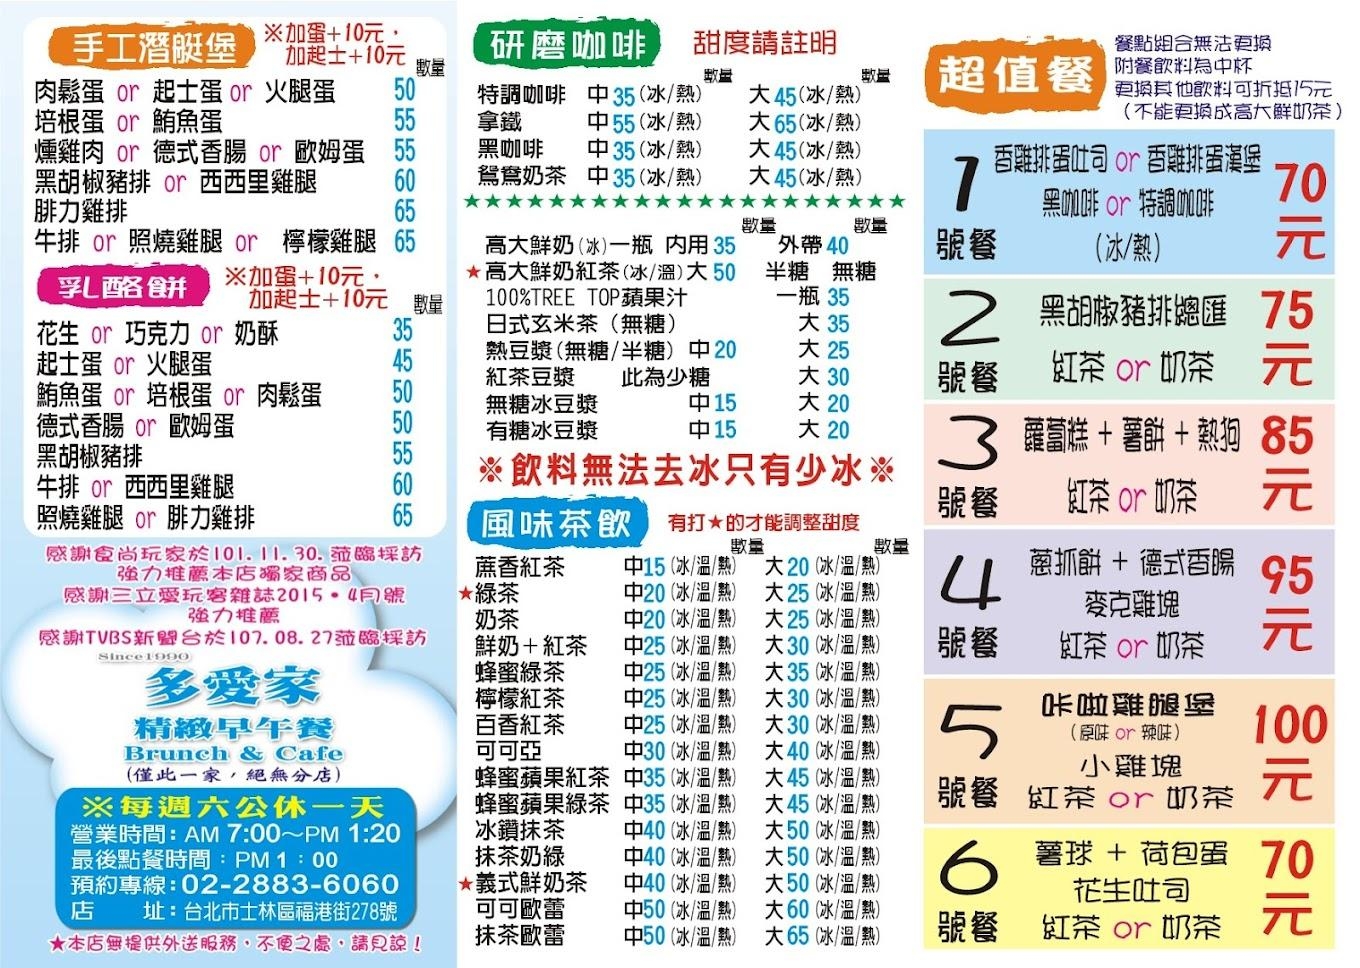 手工潛艇堡
※加蛋+10元，
加起士+10元
數量
肉鬆蛋 or 起士蛋 or 火腿蛋 50
培根蛋 or 鮪魚蛋 55
燻雞肉 or 德式香腸 or 歐姆蛋 55
黑胡椒豬排 or 西西里雞腿 60
腓力雞排 65
牛排 or 照燒雞腿 or 檸檬雞腿 65
乳酪餅
※加蛋+10元，
加起士+10元
數量
花生 or 巧克力 or 奶酥 35
起士蛋 or 火腿蛋 45
鮪魚蛋 or 培根蛋 or 肉鬆蛋 50
德式香腸 or 歐姆蛋 50
黑胡椒豬排 55
牛排 or 西西里雞腿 60
照燒雞腿 or 腓力雞排 65
感謝食尚玩家於101.11.30.蒞臨採訪
強力推薦本店獨家商品
感謝三立愛玩客雜誌2015・4月號
強力推薦
感謝TVBS新聞台於107.08.27蒞臨採訪
Since1990
多愛家
精緻早午餐
Brunch & Cafe
(僅此一家，絕無分店)
※每週六公休一天
營業時間：AM 7:00～PM 1:20
最後點餐時間：PM 1：00
預約專線：02-2883-6060
店 址：台北市士林區福港街278號
★本店無提供外送服務，不便之處，請見諒！
研磨咖啡
甜度請註明
數量 數量
特調咖啡 中35(冰/熱) 大45(冰/熱)
拿鐵 中55(冰/熱) 大65(冰/熱)
黑咖啡 中35(冰/熱) 大45(冰/熱)
鴛鴦奶茶 中35(冰/熱) 大45(冰/熱)
★★★★★★★★★★★★★★★★★★★★★
數量 數量
高大鮮奶(冰)一瓶 內用35 外帶40
★高大鮮奶紅茶(冰/溫)大50 半糖 無糖
100%TREE TOP蘋果汁 一瓶35
日式玄米茶（無糖） 大35
熱豆漿(無糖/半糖) 中20 大25
紅茶豆漿 此為少糖 大30
無糖冰豆漿 中15 大20
有糖冰豆漿 中15 大20
※飲料無法去冰只有少冰※
風味茶飲
有打★的才能調整甜度
數量 數量
蔗香紅茶 中15(冰/溫/熱) 大20(冰/溫/熱)
★綠茶 中20(冰/溫/熱) 大25(冰/溫/熱)
奶茶 中20(冰/溫/熱) 大25(冰/溫/熱)
鮮奶＋紅茶 中25(冰/溫/熱) 大30(冰/溫/熱)
蜂蜜綠茶 中25(冰/溫/熱) 大35(冰/溫/熱)
檸檬紅茶 中25(冰/溫/熱) 大30(冰/溫/熱)
百香紅茶 中25(冰/溫/熱) 大30(冰/溫/熱)
可可亞 中30(冰/溫/熱) 大40(冰/溫/熱)
蜂蜜蘋果紅茶 中35(冰/溫/熱) 大45(冰/溫/熱)
蜂蜜蘋果綠茶 中35(冰/溫/熱) 大45(冰/溫/熱)
冰鑽抹茶 中40(冰/溫/熱) 大50(冰/溫/熱)
抹茶奶綠 中40(冰/溫/熱) 大50(冰/溫/熱)
★義式鮮奶茶 中40(冰/溫/熱) 大50(冰/溫/熱)
可可歐蕾 中50(冰/溫/熱) 大60(冰/溫/熱)
抹茶歐蕾 中50(冰/溫/熱) 大65(冰/溫/熱)
超值餐
餐點組合無法更換
附餐飲料為中杯
更換其他飲料可折抵15元
（不能更換成高大鮮奶茶）
1號餐
香雞排蛋吐司 or 香雞排蛋漢堡
黑咖啡 or 特調咖啡
(冰/熱)
70元
2號餐
黑胡椒豬排總匯
紅茶 or 奶茶
75元
3號餐
蘿蔔糕 + 薯餅 + 熱狗
紅茶 or 奶茶
85元
4號餐
蔥抓餅 + 德式香腸
麥克雞塊
紅茶 or 奶茶
95元
5號餐
咔啦雞腿堡
(原味 or 辣味)
小雞塊
紅茶 or 奶茶
100元
6號餐
薯球 + 荷包蛋
花生吐司
紅茶 or 奶茶
70元